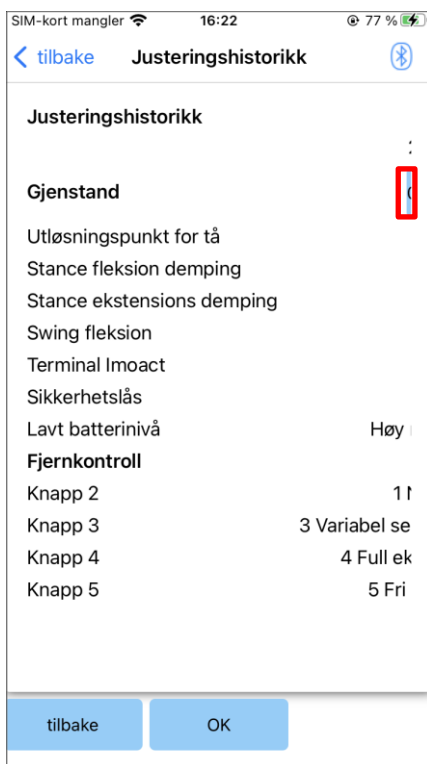 SIM-kort mangler 16:22 77 %
tilbake Justeringshistorikk
Justeringshistorikk
Gjenstand
Utløsningspunkt for tå
Stance fleksion demping
Stance ekstensions demping
Swing fleksion
Terminal Imoact
Sikkerhetslås
Lavt batterinivå Høy
Fjernkontroll
Knapp 2 1
Knapp 3 3 Variabel se
Knapp 4 4 Full ek
Knapp 5 5 Fri
tilbake OK